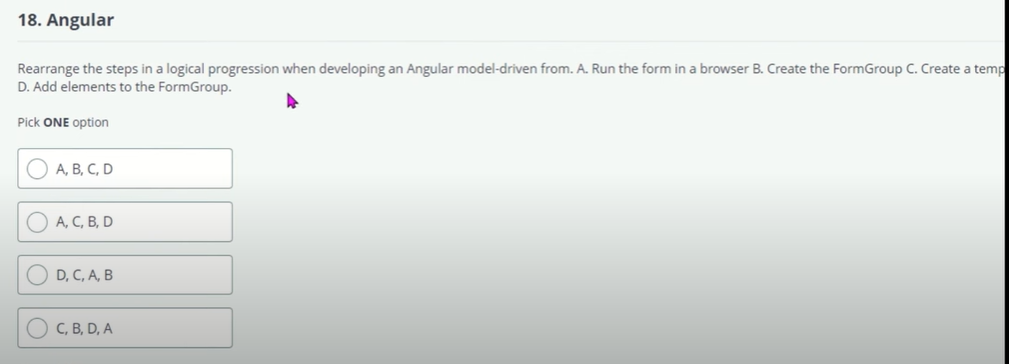 18. Angular
Rearrange the steps in a logical progression when developing an Angular model-driven from. A. Run the form in a browser B. Create the FormGroup C. Create a temp
D. Add elements to the FormGroup.
Pick ONE option
A, B, C, D
A, C, B, D
D, C, A, B
C, B, D, A